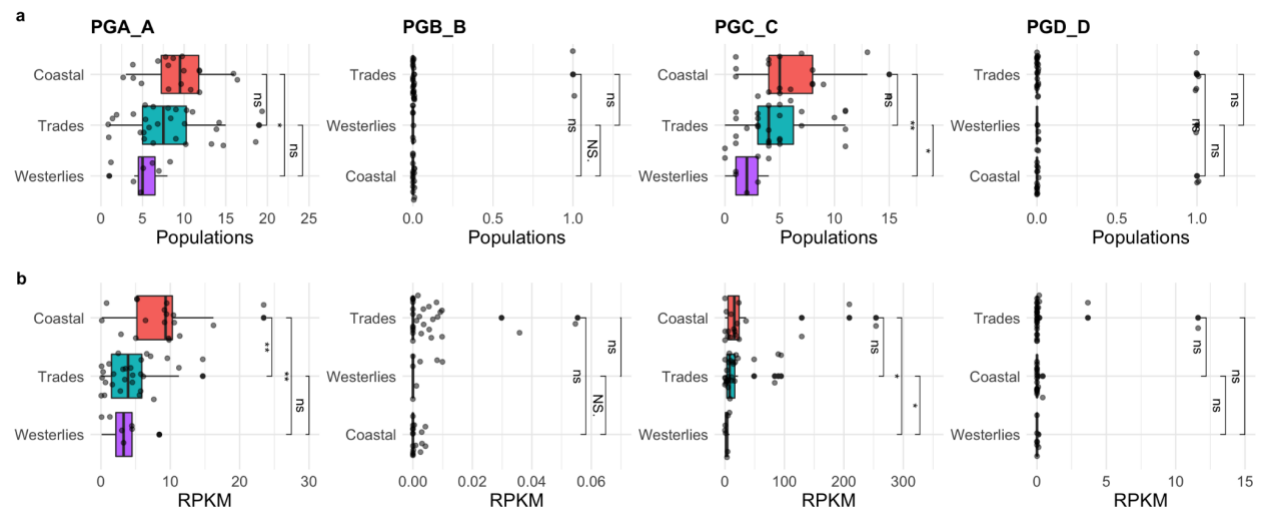 a
PGA_A PGB_B PGC_C PGD_D
Coastal Trades Coastal Trades
Trades Westerlies Trades Westerlies
Westerlies Coastal Westerlies Coastal
ns * ns
ns ns NS.
ns ** *
ns ns ns
0 5 10 15 20 25 0.0 0.5 1.0 0 5 10 15 0.0 0.5 1.0
Populations Populations Populations Populations
b
Coastal Trades Coastal Trades
Trades Westerlies Trades Coastal
Westerlies Coastal Westerlies Westerlies
** ** ns
ns ns NS.
ns * *
ns ns ns
0 10 20 30 0.00 0.02 0.04 0.06 0 100 200 300 0 5 10 15
RPKM RPKM RPKM RPKM